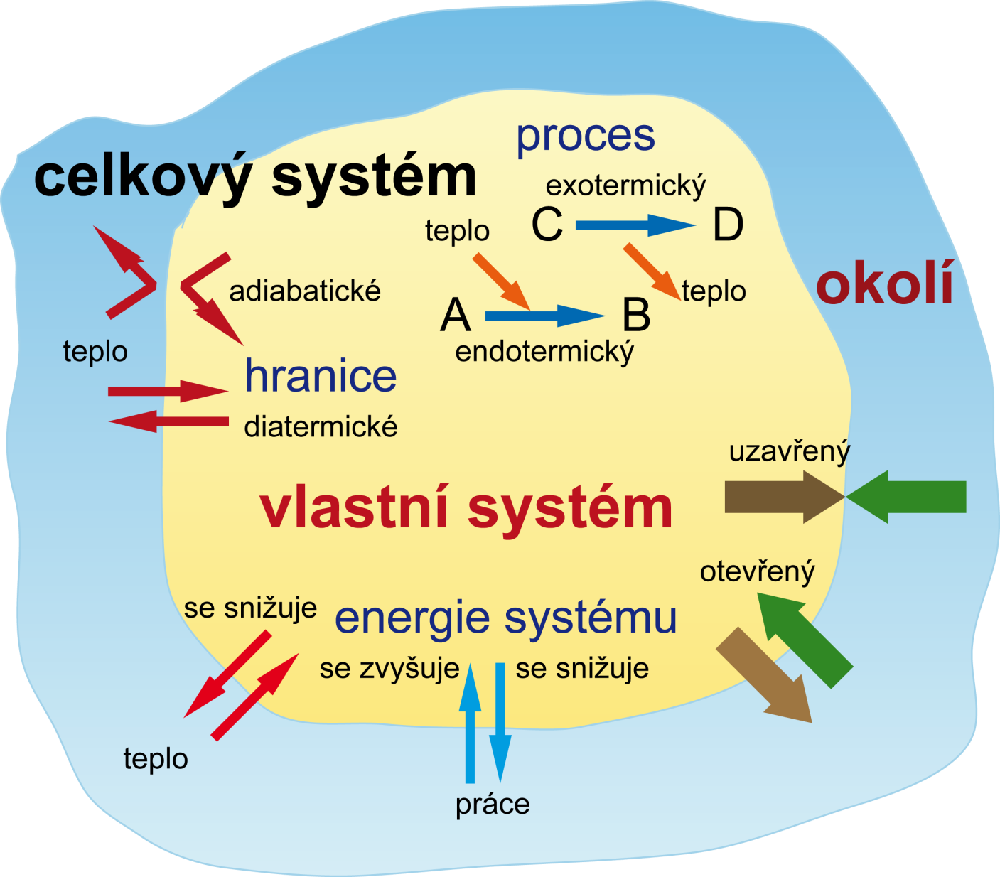 proces
celkový systém
exotermický
teplo
C
D
okolí
adiabatické
teplo
A
B
teplo
endotermický
hranice
diatermické
uzavřený
vlastní systém
otevřený
se snižuje
energie systému
se zvyšuje
se snižuje
teplo
práce